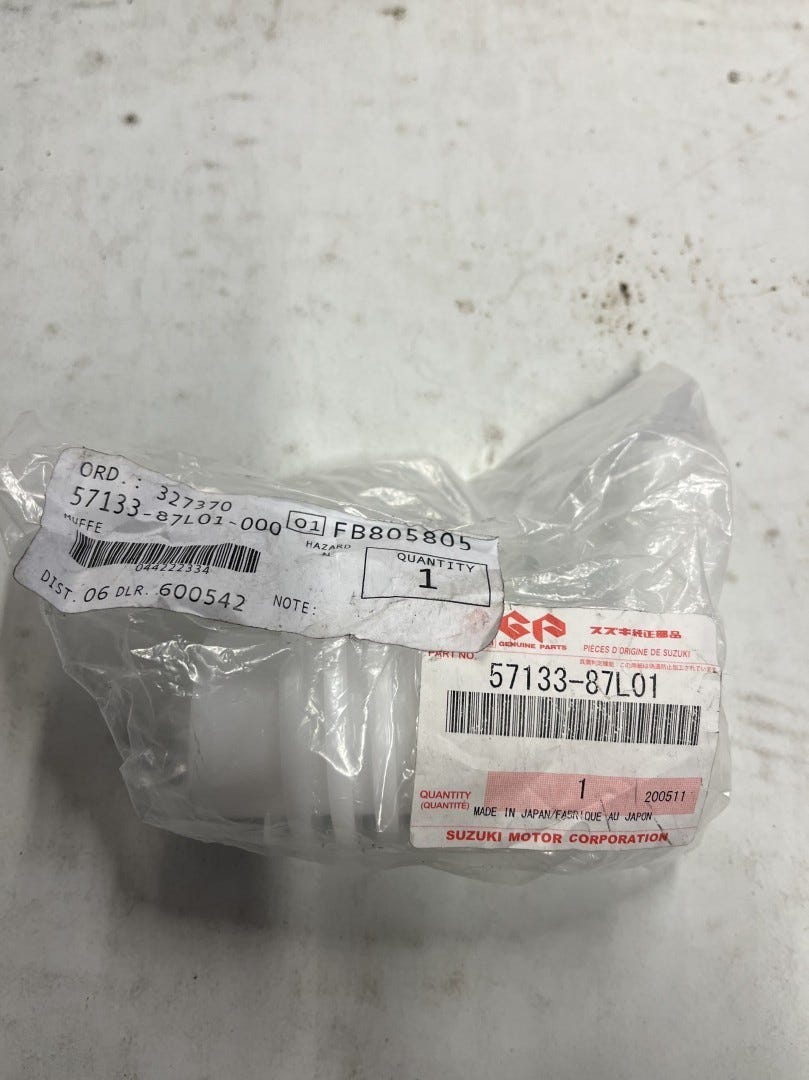 ORD.: 327370
57133-87L01-000 01 FB805805
MUFFE
HAZARD
N
QUANTITY
1
044222334
DIST. 06 DLR. 600542 NOTE:
GP スズキ純正部品
GENUINE PARTS PIÈCES D'ORIGINE DE SUZUKI
PART NO.
57133-87L01
QUANTITY
(QUANTITÉ)
1
200511
MADE IN JAPAN/FABRIQUE AU JAPON
SUZUKI MOTOR CORPORATION